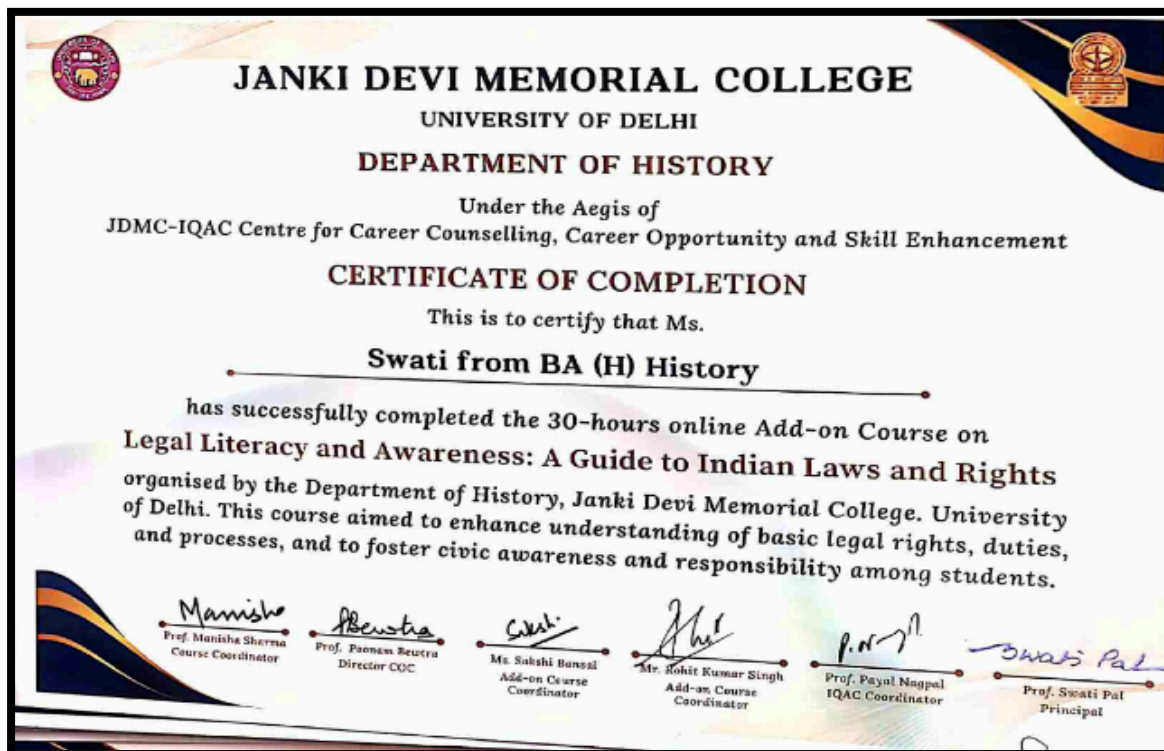 JANKI DEVI MEMORIAL COLLEGE
UNIVERSITY OF DELHI
DEPARTMENT OF HISTORY
Under the Aegis of
JDMC-IQAC Centre for Career Counselling, Career Opportunity and Skill Enhancement
CERTIFICATE OF COMPLETION
This is to certify that Ms.
Swati from BA (H) History
has successfully completed the 30-hours online Add-on Course on
Legal Literacy and Awareness: A Guide to Indian Laws and Rights
organised by the Department of History, Janki Devi Memorial College. University
of Delhi. This course aimed to enhance understanding of basic legal rights, duties,
and processes, and to foster civic awareness and responsibility among students.
Manisha
Prof. Manisha Sharma
Course Coordinator
Prof. Poonam
Director COC
Ms. Sakshi Bansal
Add-on Course
Coordinator
Mr. Rohit Kumar Singh
Add-on Course
Coordinator
Prof. Payal Nagpal
IQAC Coordinator
Swati Pal
Prof. Swati Pal
Principal